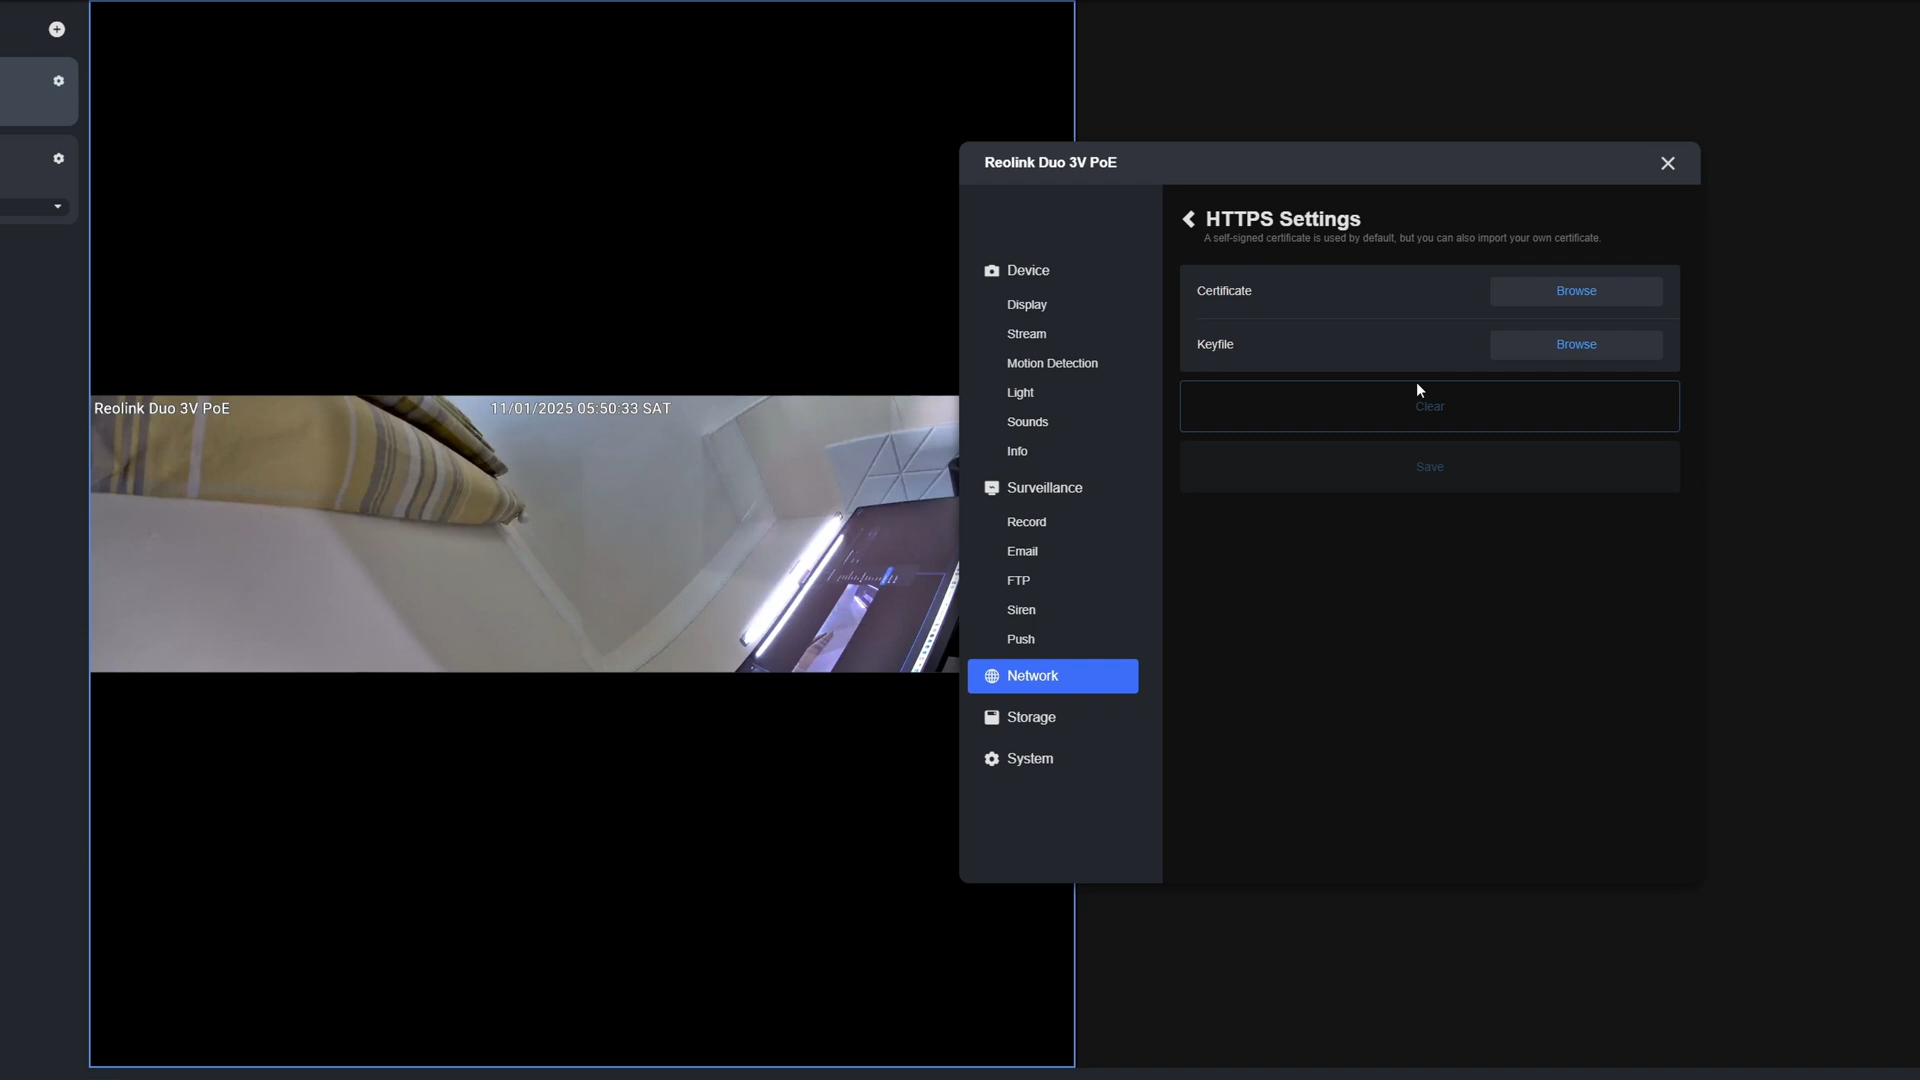 Reolink Duo 3V PoE
11/01/2025 05:50:33 SAT
Reolink Duo 3V PoE
Device
Display
Stream
Motion Detection
Light
Sounds
Info
Surveillance
Record
Email
FTP
Siren
Push
Network
Storage
System
HTTPS Settings
A self-signed certificate is used by default, but you can also import your own certificate.
Certificate
Browse
Keyfile
Browse
Clear
Save